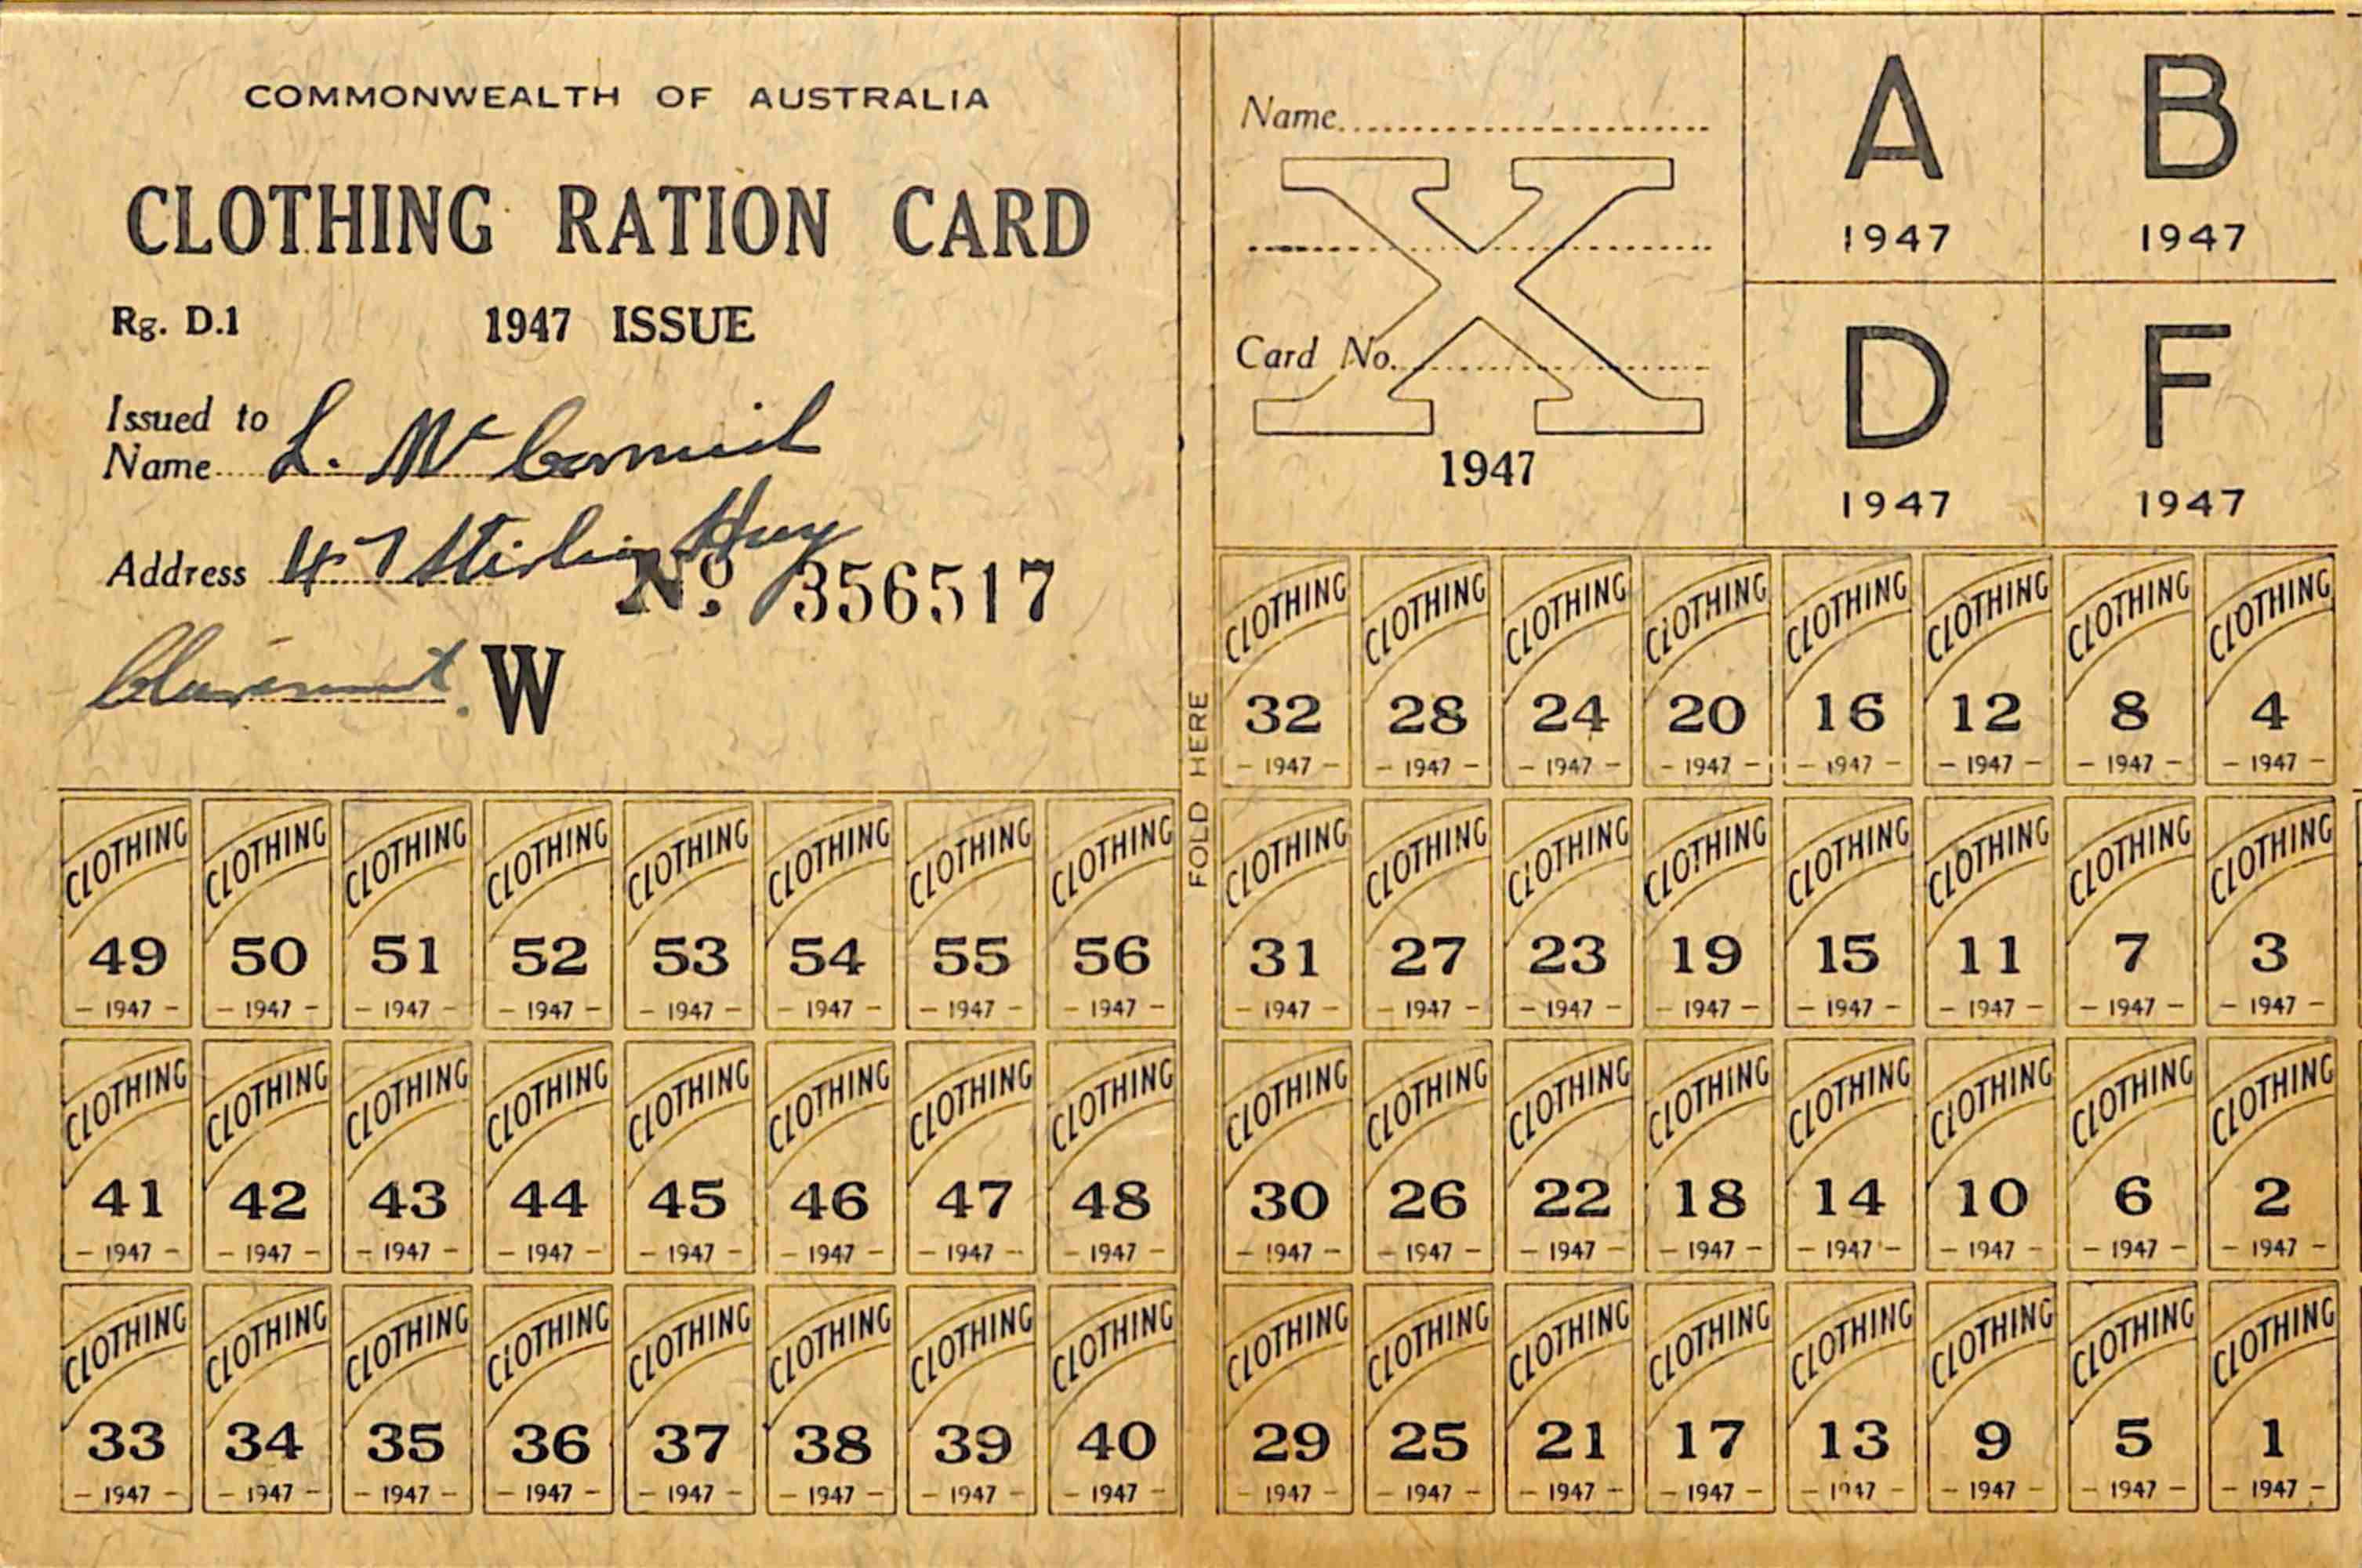 COMMONWEALTH OF AUSTRALIA
CLOTHING RATION CARD
Rg. D.1 1947 ISSUE
Issued to
Name L. McCormick
Address 47 Stirling Hwy
Nº 356517
Claremont. W
FOLD HERE
Name
Card No.
X
1947
A B
1947 1947
D F
1947 1947
CLOTHING CLOTHING CLOTHING CLOTHING CLOTHING CLOTHING CLOTHING CLOTHING
32 28 24 20 16 12 8 4
– 1947 – – 1947 – – 1947 – – 1947 – – 1947 – – 1947 – – 1947 – – 1947 –
CLOTHING CLOTHING CLOTHING CLOTHING CLOTHING CLOTHING CLOTHING CLOTHING CLOTHING CLOTHING CLOTHING CLOTHING CLOTHING CLOTHING CLOTHING CLOTHING
49 50 51 52 53 54 55 56 31 27 23 19 15 11 7 3
– 1947 – – 1947 – – 1947 – – 1947 – – 1947 – – 1947 – – 1947 – – 1947 – – 1947 – – 1947 – – 1947 – – 1947 – – 1947 – – 1947 – – 1947 – – 1947 –
CLOTHING CLOTHING CLOTHING CLOTHING CLOTHING CLOTHING CLOTHING CLOTHING CLOTHING CLOTHING CLOTHING CLOTHING CLOTHING CLOTHING CLOTHING CLOTHING
41 42 43 44 45 46 47 48 30 26 22 18 14 10 6 2
– 1947 – – 1947 – – 1947 – – 1947 – – 1947 – – 1947 – – 1947 – – 1947 – – 1947 – – 1947 – – 1947 – – 1947 – – 1947 – – 1947 – – 1947 – – 1947 –
CLOTHING CLOTHING CLOTHING CLOTHING CLOTHING CLOTHING CLOTHING CLOTHING CLOTHING CLOTHING CLOTHING CLOTHING CLOTHING CLOTHING CLOTHING CLOTHING
33 34 35 36 37 38 39 40 29 25 21 17 13 9 5 1
– 1947 – – 1947 – – 1947 – – 1947 – – 1947 – – 1947 – – 1947 – – 1947 – – 1947 – – 1947 – – 1947 – – 1947 – – 1947 – – 1947 – – 1947 – – 1947 –